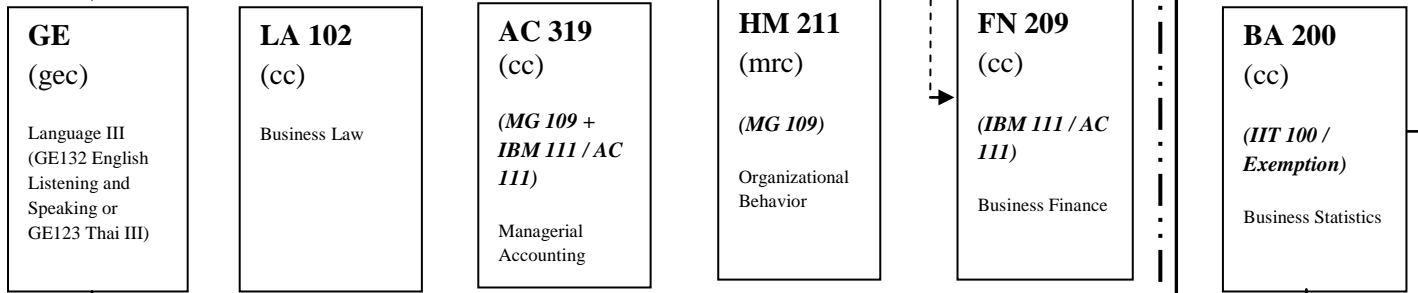 GE
(gec)
Language III
(GE132 English
Listening and
Speaking or
GE123 Thai III)
LA 102
(cc)
Business Law
AC 319
(cc)
(MG 109 +
IBM 111 / AC
111)
Managerial
Accounting
HM 211
(mrc)
(MG 109)
Organizational
Behavior
FN 209
(cc)
(IBM 111 / AC
111)
Business Finance
BA 200
(cc)
(IIT 100 /
Exemption)
Business Statistics